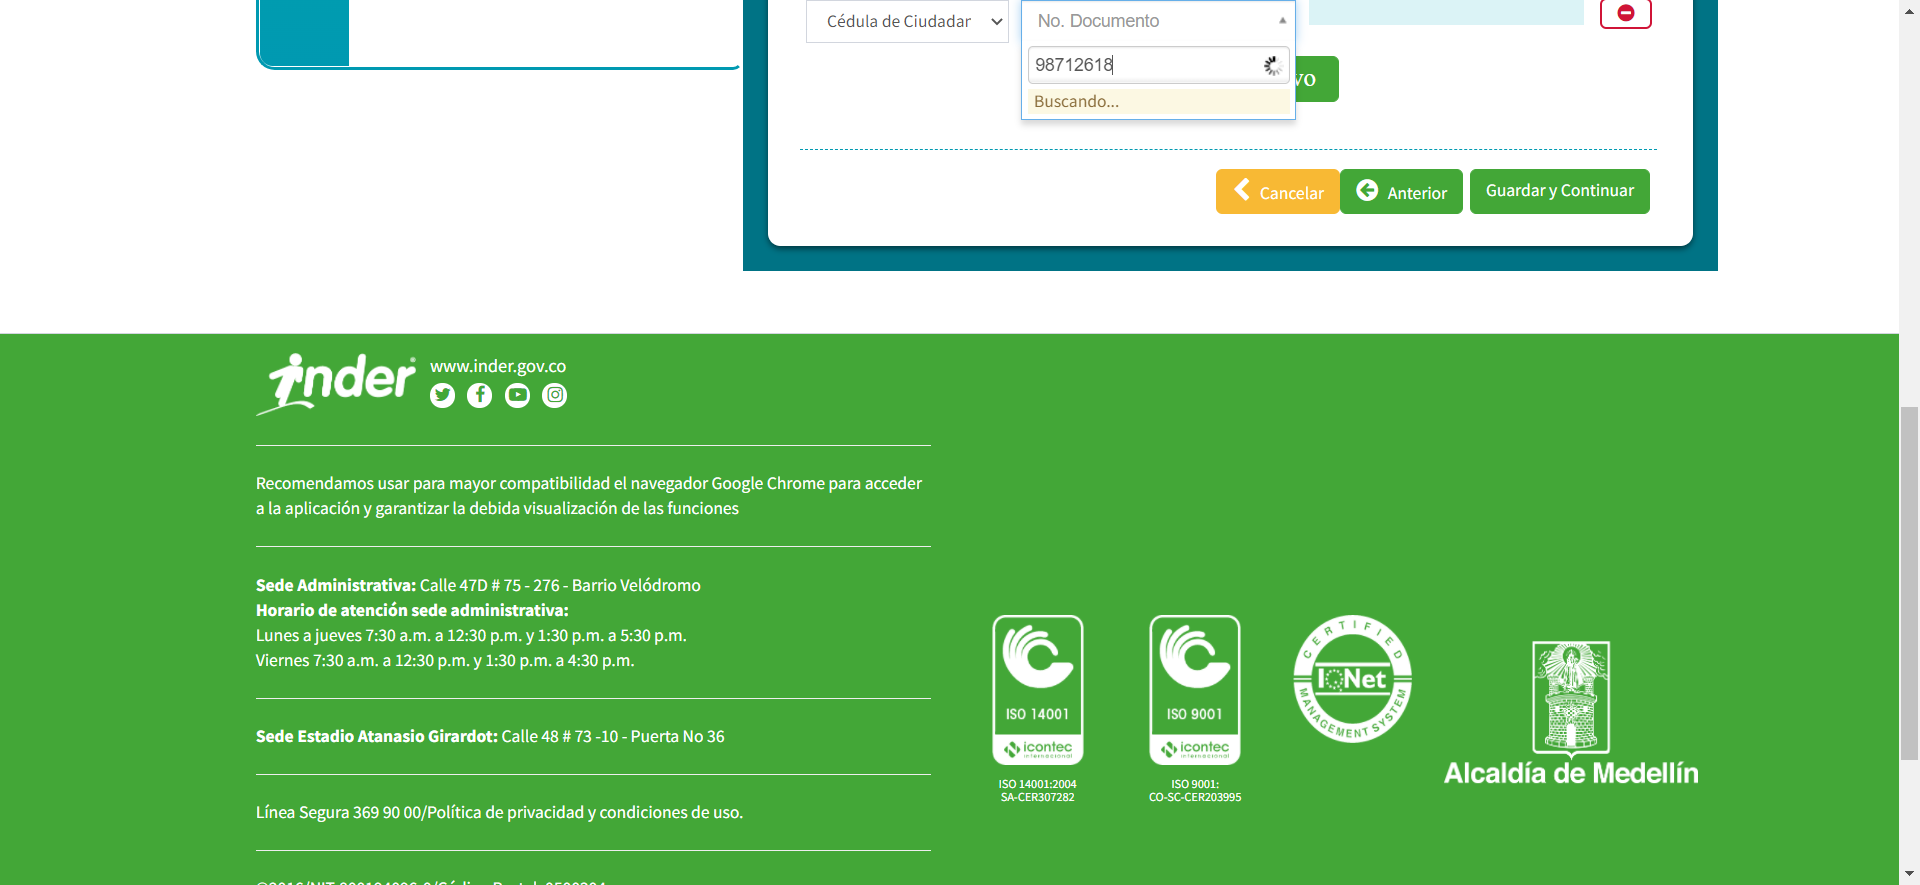 Cédula de Ciudadar
No. Documento
98712618
Buscando...
vo
Cancelar
Anterior
Guardar y Continuar
inder
www.inder.gov.co
Recomendamos usar para mayor compatibilidad el navegador Google Chrome para acceder
a la aplicación y garantizar la debida visualización de las funciones
Sede Administrativa: Calle 47D # 75 - 276 - Barrio Velódromo
Horario de atención sede administrativa:
Lunes a jueves 7:30 a.m. a 12:30 p.m. y 1:30 p.m. a 5:30 p.m.
Viernes 7:30 a.m. a 12:30 p.m. y 1:30 p.m. a 4:30 p.m.
Sede Estadio Atanasio Girardot: Calle 48 # 73 -10 - Puerta No 36
Línea Segura 369 90 00/Política de privacidad y condiciones de uso.
ISO 14001
icontec
internacional
ISO 14001:2004
SA-CER307282
ISO 9001
icontec
internacional
ISO 9001:
CO-SC-CER203995
CERTIFIED
IQNet
MANAGEMENT SYSTEM
Alcaldía de Medellín